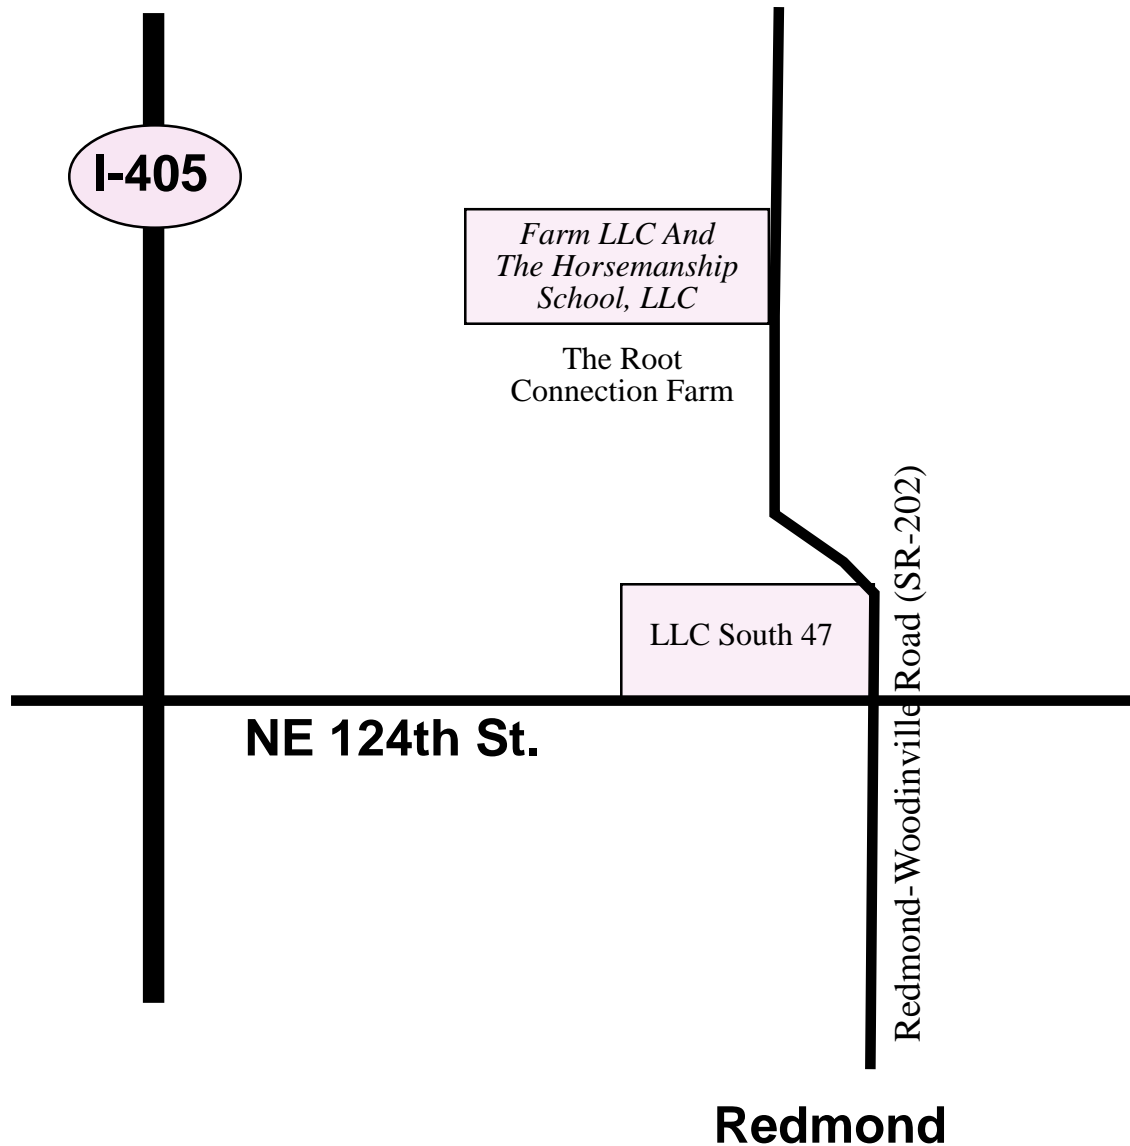 I-405
Farm LLC And
The Horsemanship
School, LLC
The Root
Connection Farm
LLC South 47
Redmond-Woodinville Road (SR-202)
NE 124th St.
Redmond